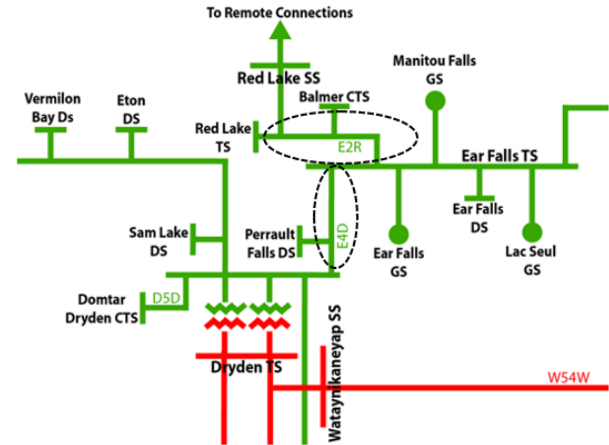 To Remote Connections
Red Lake SS
Manitou Falls
GS
Balmer CTS
Vermilon
Bay Ds
Eton
DS
Red Lake
TS
E2R
Ear Falls TS
Sam Lake
DS
Perrault
Falls DS
E4D
Ear Falls
GS
Ear Falls
DS
Lac Seul
GS
Domtar
Dryden CTS
D5D
Dryden TS
Wataynikaneyap SS
W54W